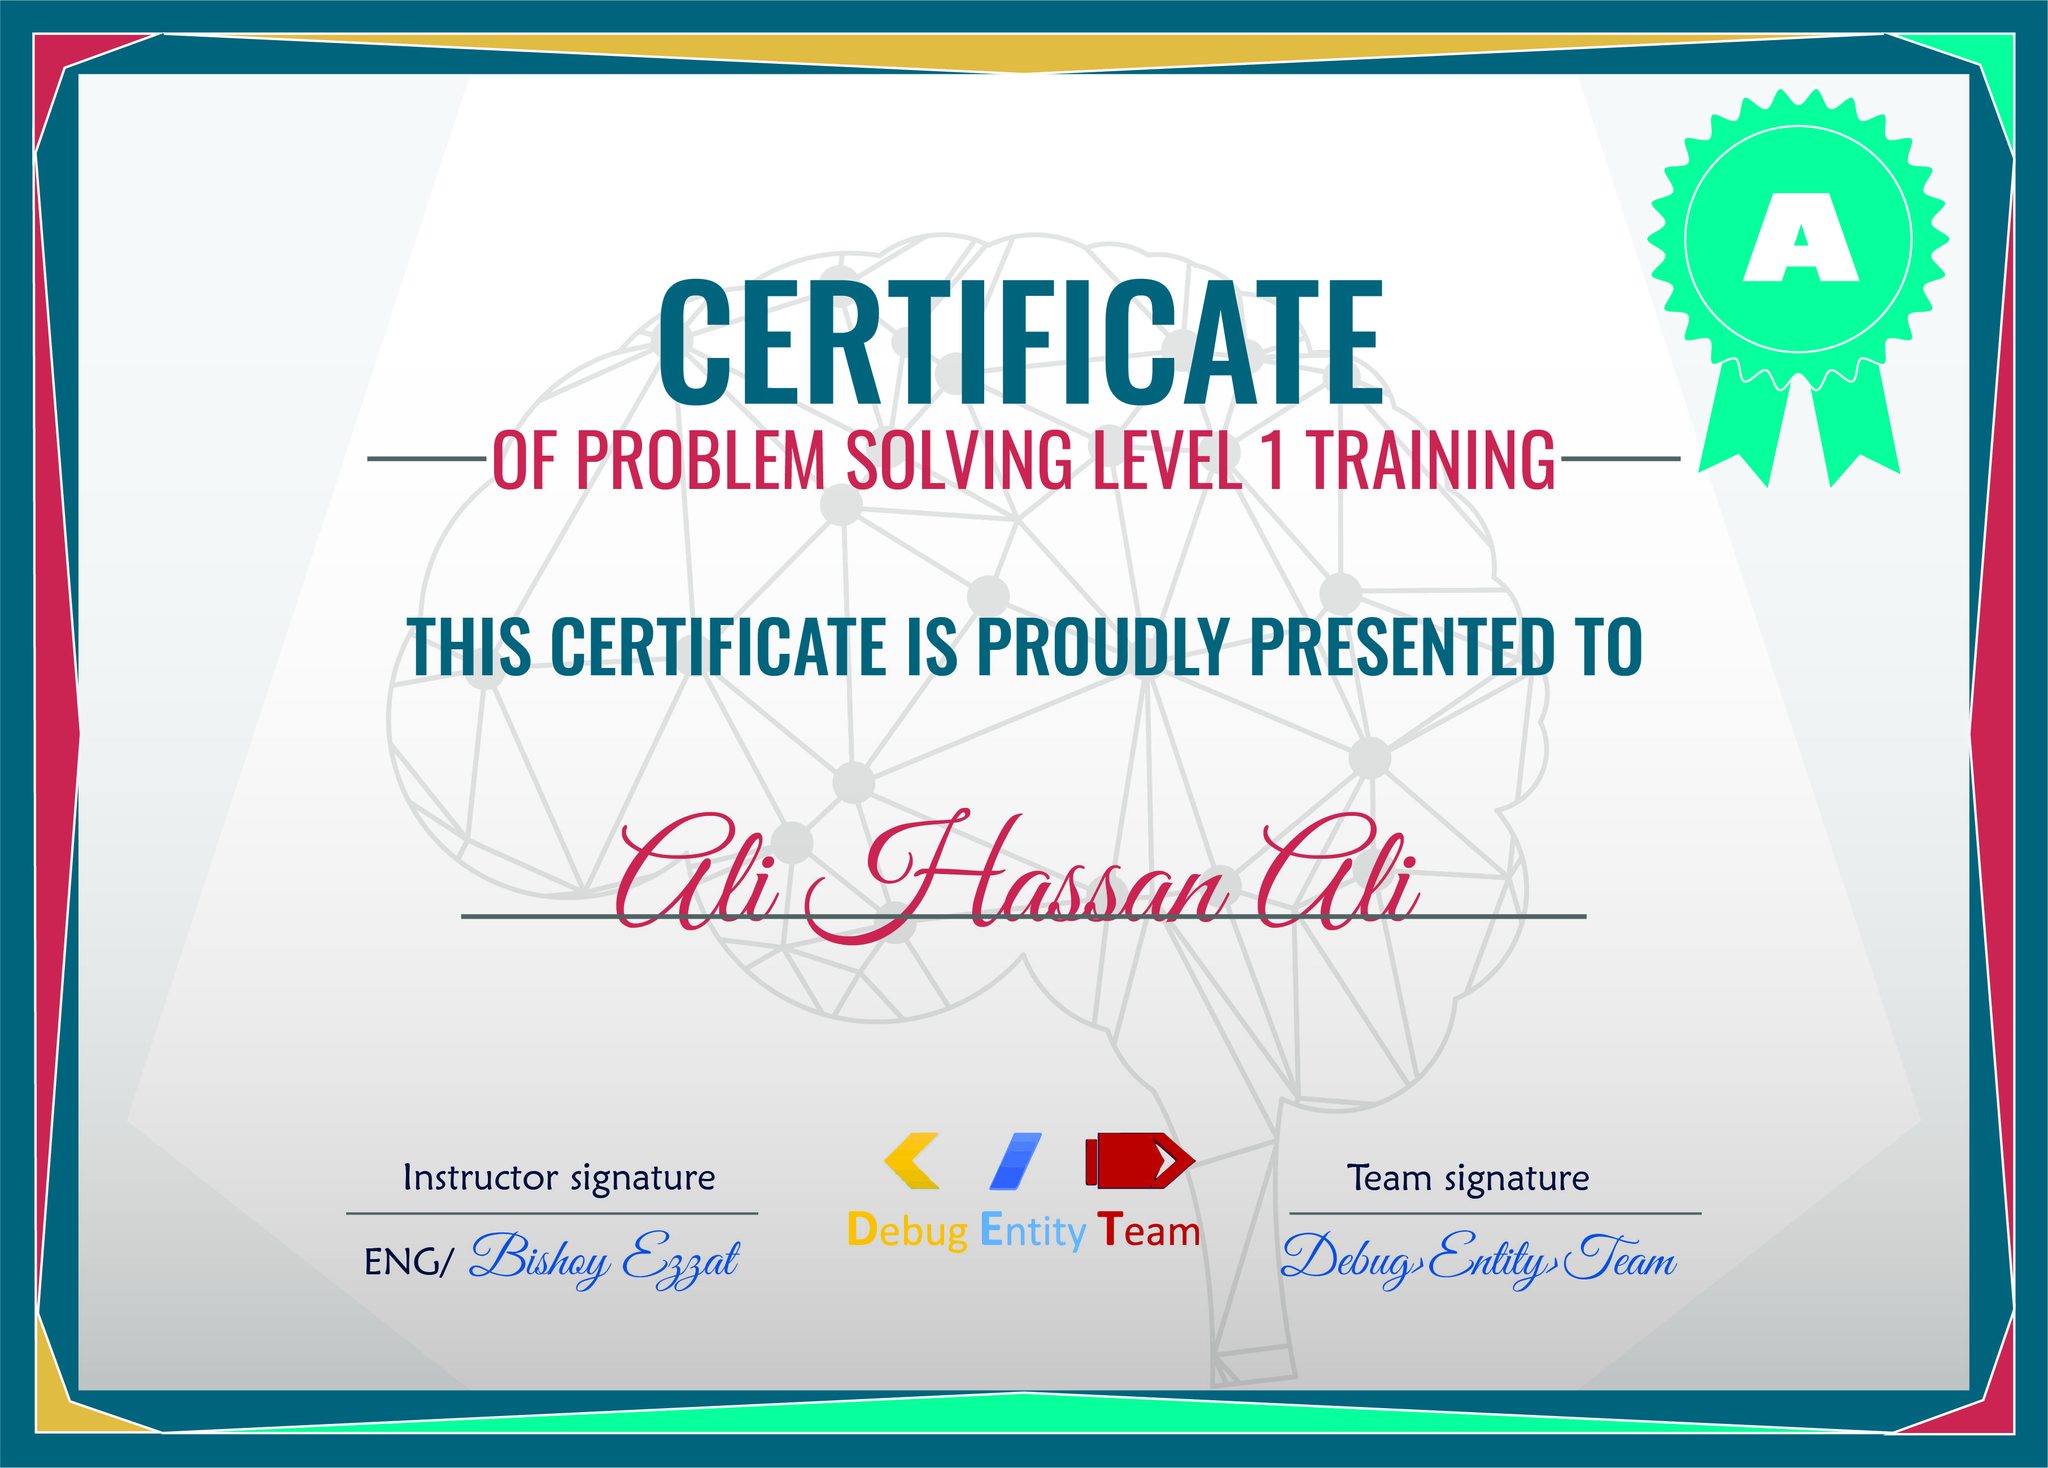 A
CERTIFICATE
OF PROBLEM SOLVING LEVEL 1 TRAINING
THIS CERTIFICATE IS PROUDLY PRESENTED TO
Ali Hassan Ali
Instructor signature
ENG/ Bishoy Ezzat
Debug Entity Team
Team signature
Debug›Entity›Team